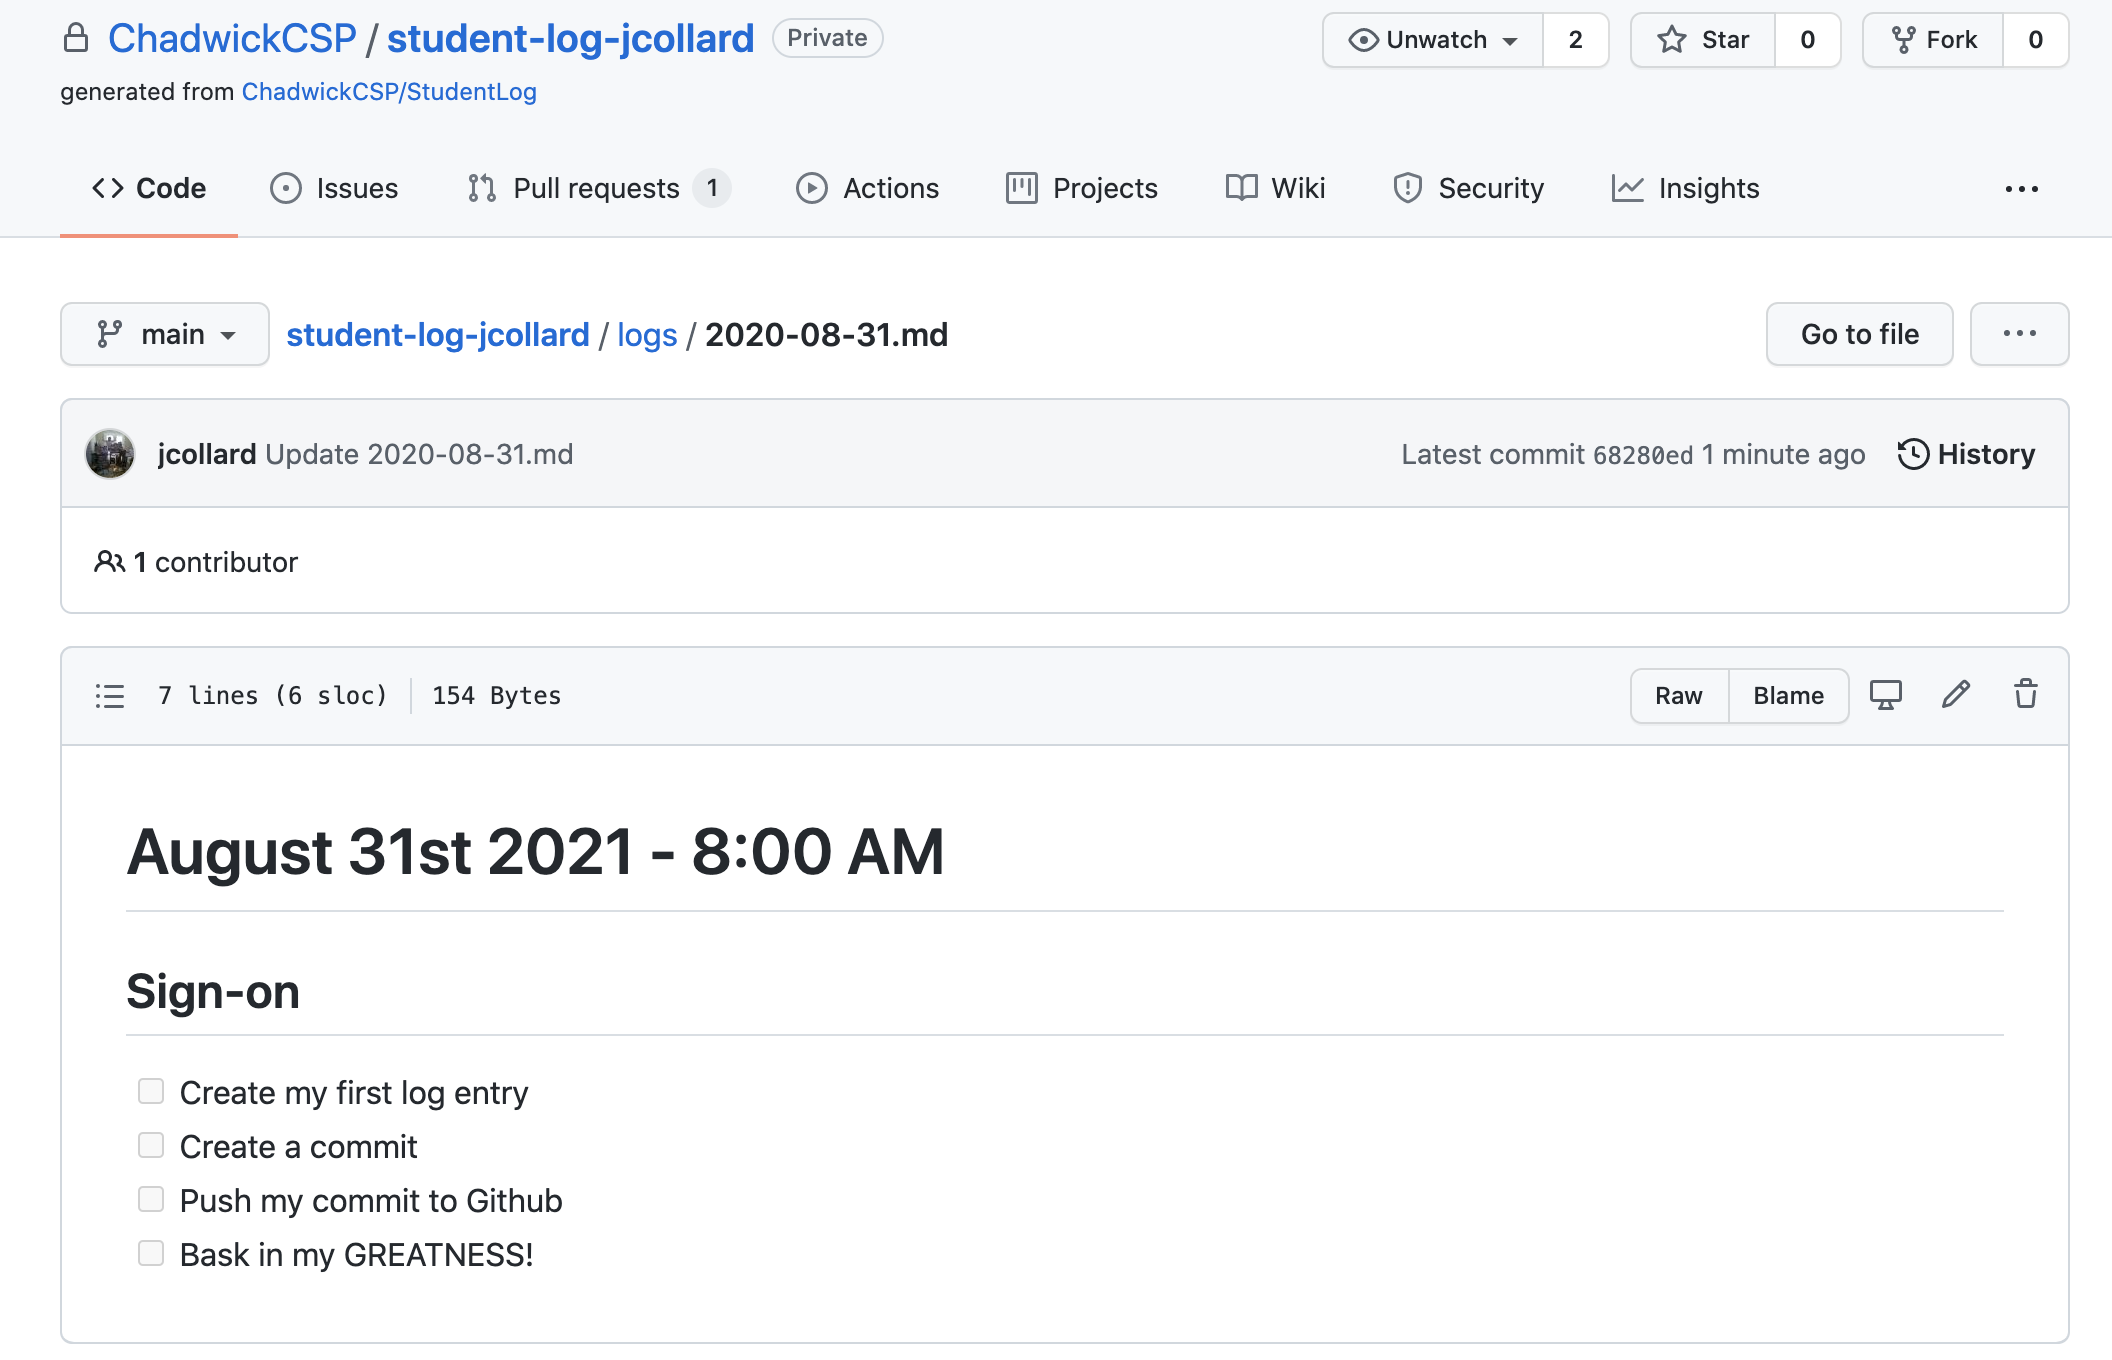 ChadwickCSP / student-log-jcollard Private Unwatch 2 Star 0 Fork 0
generated from ChadwickCSP/StudentLog
Code Issues Pull requests 1 Actions Projects Wiki Security Insights ...
main student-log-jcollard / logs / 2020-08-31.md Go to file ...
jcollard Update 2020-08-31.md Latest commit 68280ed 1 minute ago History
1 contributor
7 lines (6 sloc) 154 Bytes Raw Blame
August 31st 2021 - 8:00 AM
Sign-on
Create my first log entry
Create a commit
Push my commit to Github
Bask in my GREATNESS!